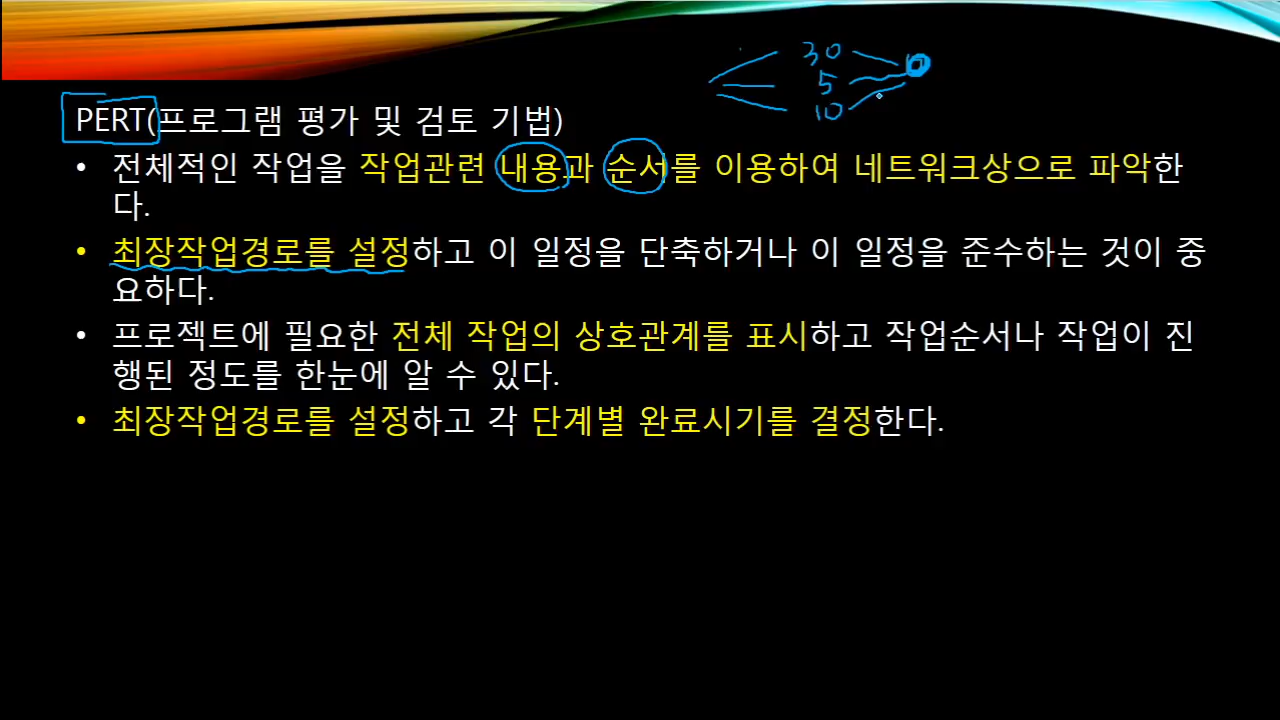 30
5
10
PERT(프로그램 평가 및 검토 기법)
• 전체적인 작업을 작업관련 내용과 순서를 이용하여 네트워크상으로 파악한
다.
• 최장작업경로를 설정하고 이 일정을 단축하거나 이 일정을 준수하는 것이 중
요하다.
• 프로젝트에 필요한 전체 작업의 상호관계를 표시하고 작업순서나 작업이 진
행된 정도를 한눈에 알 수 있다.
• 최장작업경로를 설정하고 각 단계별 완료시기를 결정한다.